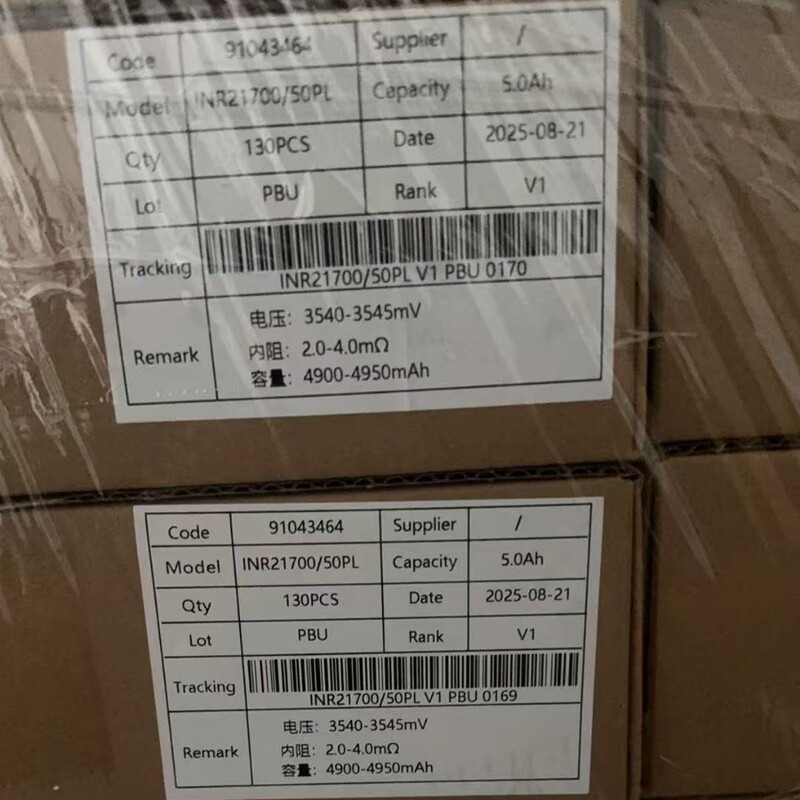 Code 91043464 Supplier /
Model INR21700/50PL Capacity 5.0Ah
Qty 130PCS Date 2025-08-21
Lot PBU Rank V1
Tracking INR21700/50PL V1 PBU 0170
Remark
电压: 3540-3545mV
内阻: 2.0-4.0mΩ
容量: 4900-4950mAh
Code 91043464 Supplier /
Model INR21700/50PL Capacity 5.0Ah
Qty 130PCS Date 2025-08-21
Lot PBU Rank V1
Tracking INR21700/50PL V1 PBU 0169
Remark
电压: 3540-3545mV
内阻: 2.0-4.0mΩ
容量: 4900-4950mAh